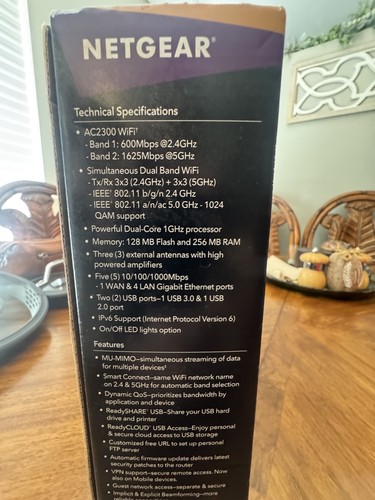 NETGEAR®
Technical Specifications
• AC2300 WiFi†
- Band 1: 600Mbps @2.4GHz
- Band 2: 1625Mbps @5GHz
• Simultaneous Dual Band WiFi
- Tx/Rx 3x3 (2.4GHz) + 3x3 (5GHz)
- IEEE® 802.11 b/g/n 2.4 GHz
- IEEE® 802.11 a/n/ac 5.0 GHz - 1024
QAM support
• Powerful Dual-Core 1GHz processor
• Memory: 128 MB Flash and 256 MB RAM
• Three (3) external antennas with high
powered amplifiers
• Five (5) 10/100/1000Mbps
- 1 WAN & 4 LAN Gigabit Ethernet ports
• Two (2) USB ports—1 USB 3.0 & 1 USB
2.0 port
• IPv6 Support (Internet Protocol Version 6)
• On/Off LED lights option
Features
• MU-MIMO—simultaneous streaming of data
for multiple devices‡
• Smart Connect—same WiFi network name
on 2.4 & 5GHz for automatic band selection
• Dynamic QoS—prioritizes bandwidth by
application and device
• ReadySHARE® USB–Share your USB hard
drive and printer
• ReadyCLOUD® USB Access–Enjoy personal
& secure cloud access to USB storage
• Customized free URL to set up personal
FTP server
• Automatic firmware update delivers latest
security patches to the router
• VPN support—secure remote access. Now
also on Mobile devices.
• Guest network access—separate & secure
• Implicit & Explicit Beamforming—more